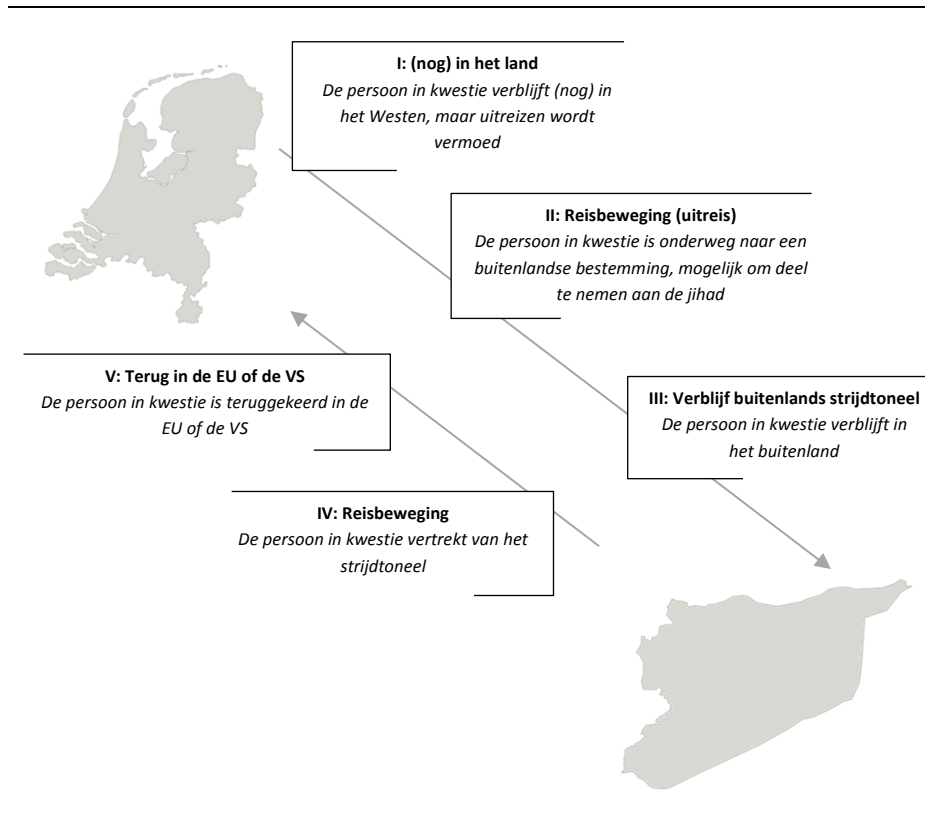 I: (nog) in het land
De persoon in kwestie verblijft (nog) in
het Westen, maar uitreizen wordt
vermoed
II: Reisbeweging (uitreis)
De persoon in kwestie is onderweg naar een
buitenlandse bestemming, mogelijk om deel
te nemen aan de jihad
III: Verblijf buitenlands strijdtoneel
De persoon in kwestie verblijft in
het buitenland
IV: Reisbeweging
De persoon in kwestie vertrekt van het
strijdtoneel
V: Terug in de EU of de VS
De persoon in kwestie is teruggekeerd in de
EU of de VS